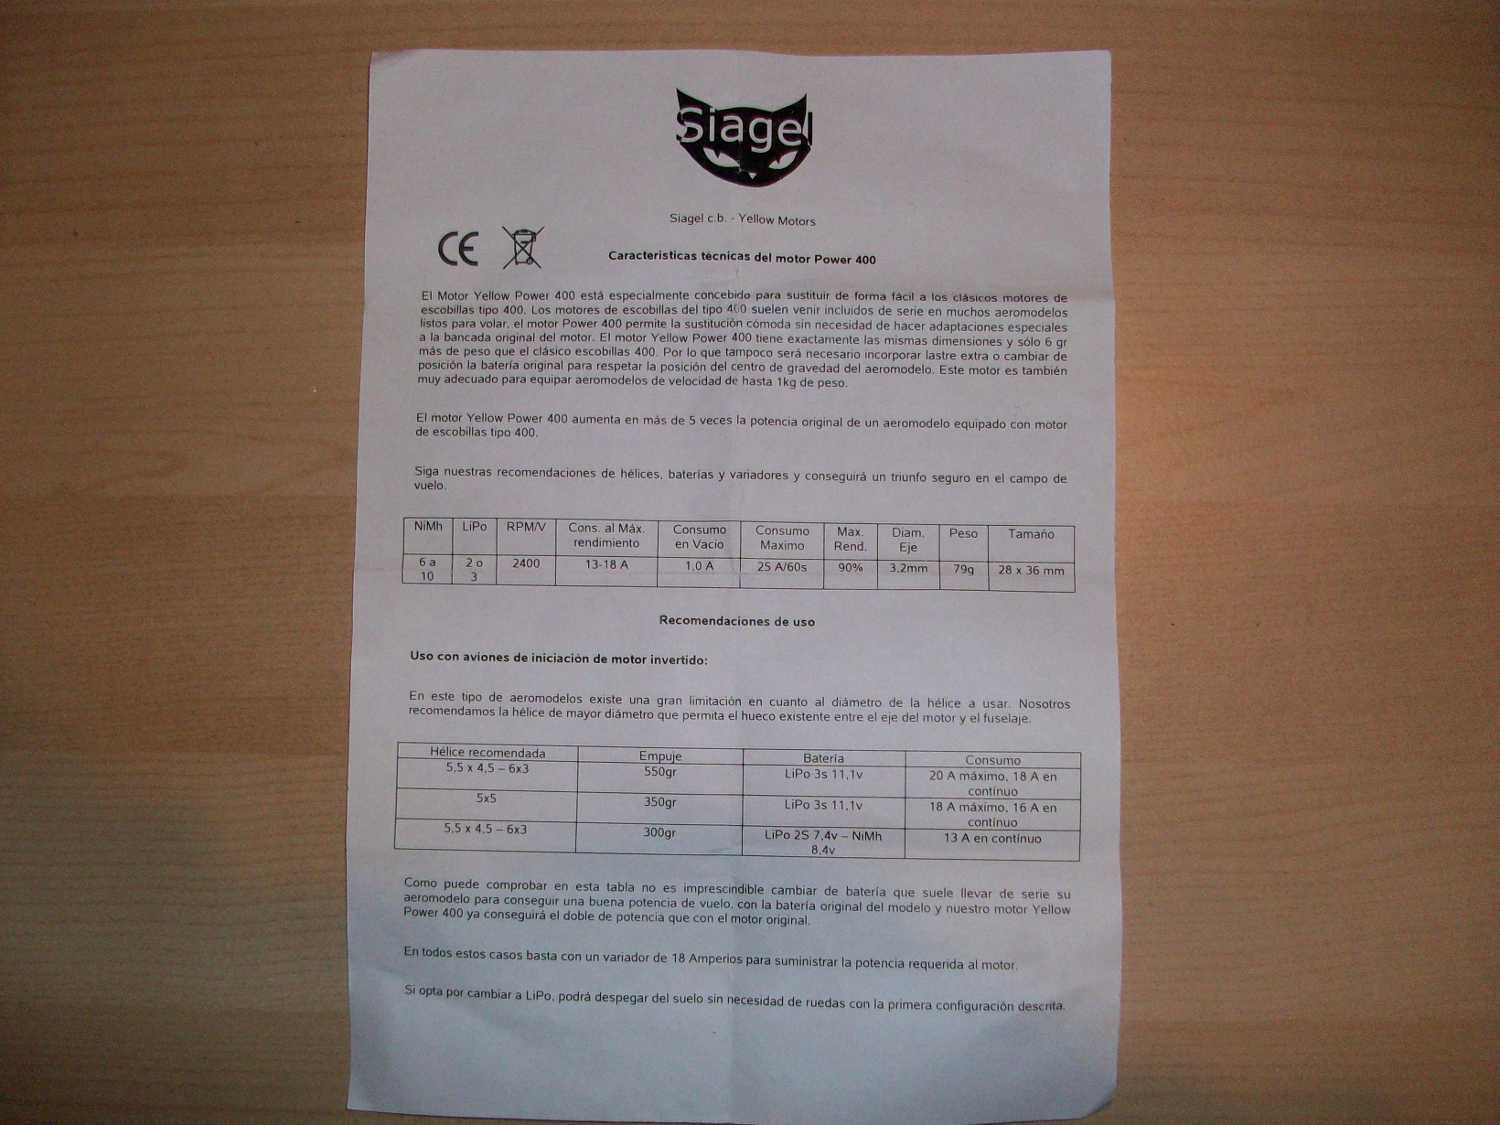 Siagel
Siagel c.b. - Yellow Motors
CE
Caracteristicas técnicas del motor Power 400
El Motor Yellow Power 400 está especialmente concebido para sustituir de forma fácil a los clásicos motores de
escobillas tipo 400. Los motores de escobillas del tipo 400 suelen venir incluidos de serie en muchos aeromodelos
listos para volar, el motor Power 400 permite la sustitución cómoda sin necesidad de hacer adaptaciones especiales
a la bancada original del motor. El motor Yellow Power 400 tiene exactamente las mismas dimensiones y sólo 6 gr
más de peso que el clásico escobillas 400. Por lo que tampoco será necesario incorporar lastre extra o cambiar de
posición la batería original para respetar la posición del centro de gravedad del aeromodelo. Este motor es también
muy adecuado para equipar aeromodelos de velocidad de hasta 1kg de peso.
El motor Yellow Power 400 aumenta en más de 5 veces la potencia original de un aeromodelo equipado con motor
de escobillas tipo 400.
Siga nuestras recomendaciones de hélices, baterías y variadores y conseguirá un triunfo seguro en el campo de
vuelo.
NiMh LiPo RPM/V Cons. al Máx. Consumo Consumo Max. Diam. Peso Tamaño
rendimiento en Vacio Maximo Rend. Eje
6 a 2 o 2400 13-18 A 1,0 A 25 A/60s 90% 3.2mm 79g 28 x 36 mm
10 3
Recomendaciones de uso
Uso con aviones de iniciación de motor invertido:
En este tipo de aeromodelos existe una gran limitación en cuanto al diámetro de la hélice a usar. Nosotros
recomendamos la hélice de mayor diámetro que permita el hueco existente entre el eje del motor y el fuselaje.
Hélice recomendada Empuje Batería Consumo
5,5 x 4,5 – 6x3 550gr LiPo 3s 11,1v 20 A máximo, 18 A en
continuo
5x5 350gr LiPo 3s 11,1v 18 A máximo, 16 A en
continuo
5,5 x 4,5 – 6x3 300gr LiPo 2S 7,4v – NiMh 13 A en continuo
8,4v
Como puede comprobar en esta tabla no es imprescindible cambiar de batería que suele llevar de serie su
aeromodelo para conseguir una buena potencia de vuelo, con la batería original del modelo y nuestro motor Yellow
Power 400 ya conseguirá el doble de potencia que con el motor original.
En todos estos casos basta con un variador de 18 Amperios para suministrar la potencia requerida al motor.
Si opta por cambiar a LiPo, podrá despegar del suelo sin necesidad de ruedas con la primera configuración descrita.